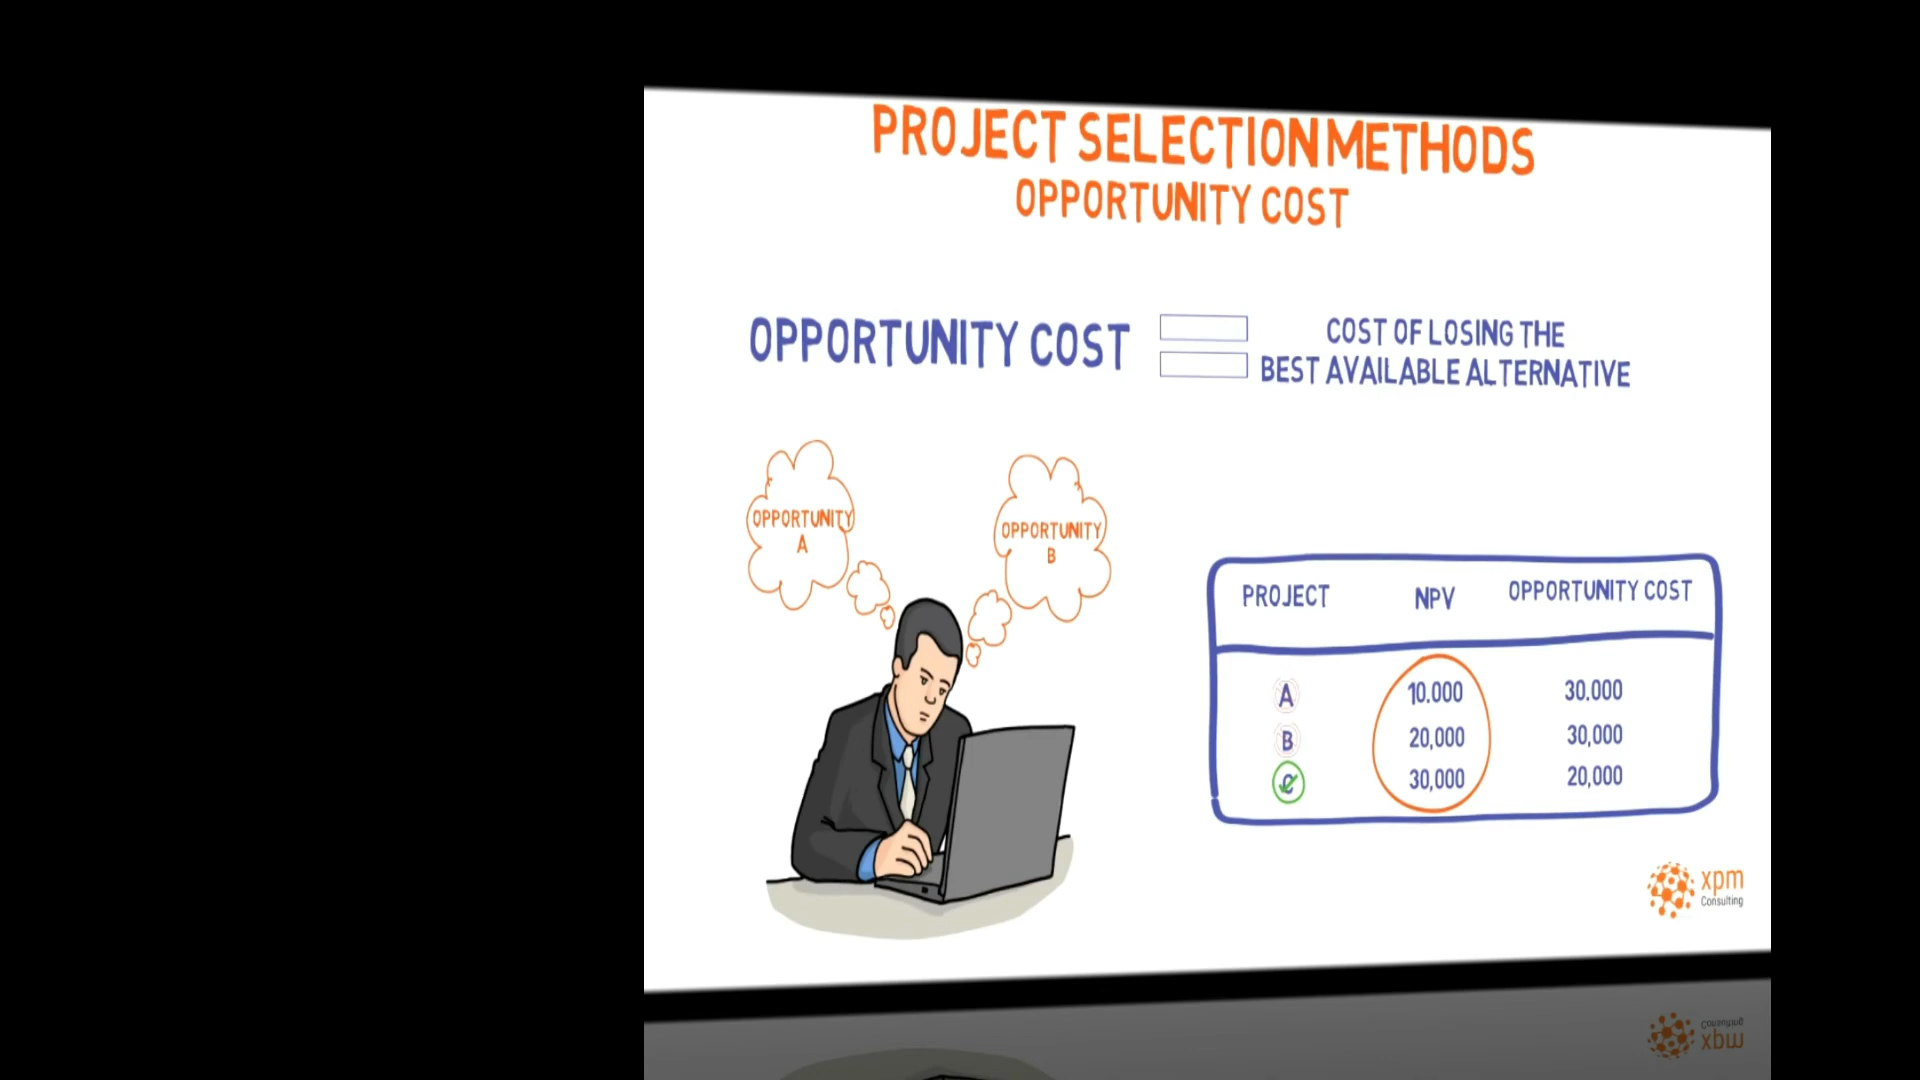 PROJECT SELECTION METHODS
OPPORTUNITY COST
OPPORTUNITY COST
COST OF LOSING THE
BEST AVAILABLE ALTERNATIVE
OPPORTUNITY
A
OPPORTUNITY
B
PROJECT NPV OPPORTUNITY COST
A 10.000 30.000
B 20,000 30,000
C 30,000 20,000
xpm
Consulting